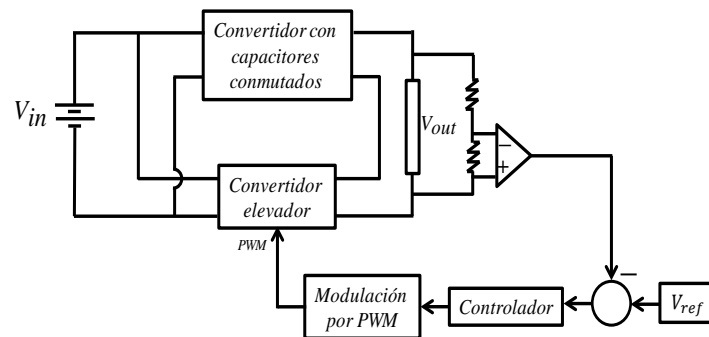 Convertidor con
capacitores
conmutados
V_in
V_out
−
+
Convertidor
elevador
PWM
−
Modulación
por PWM
Controlador
V_ref